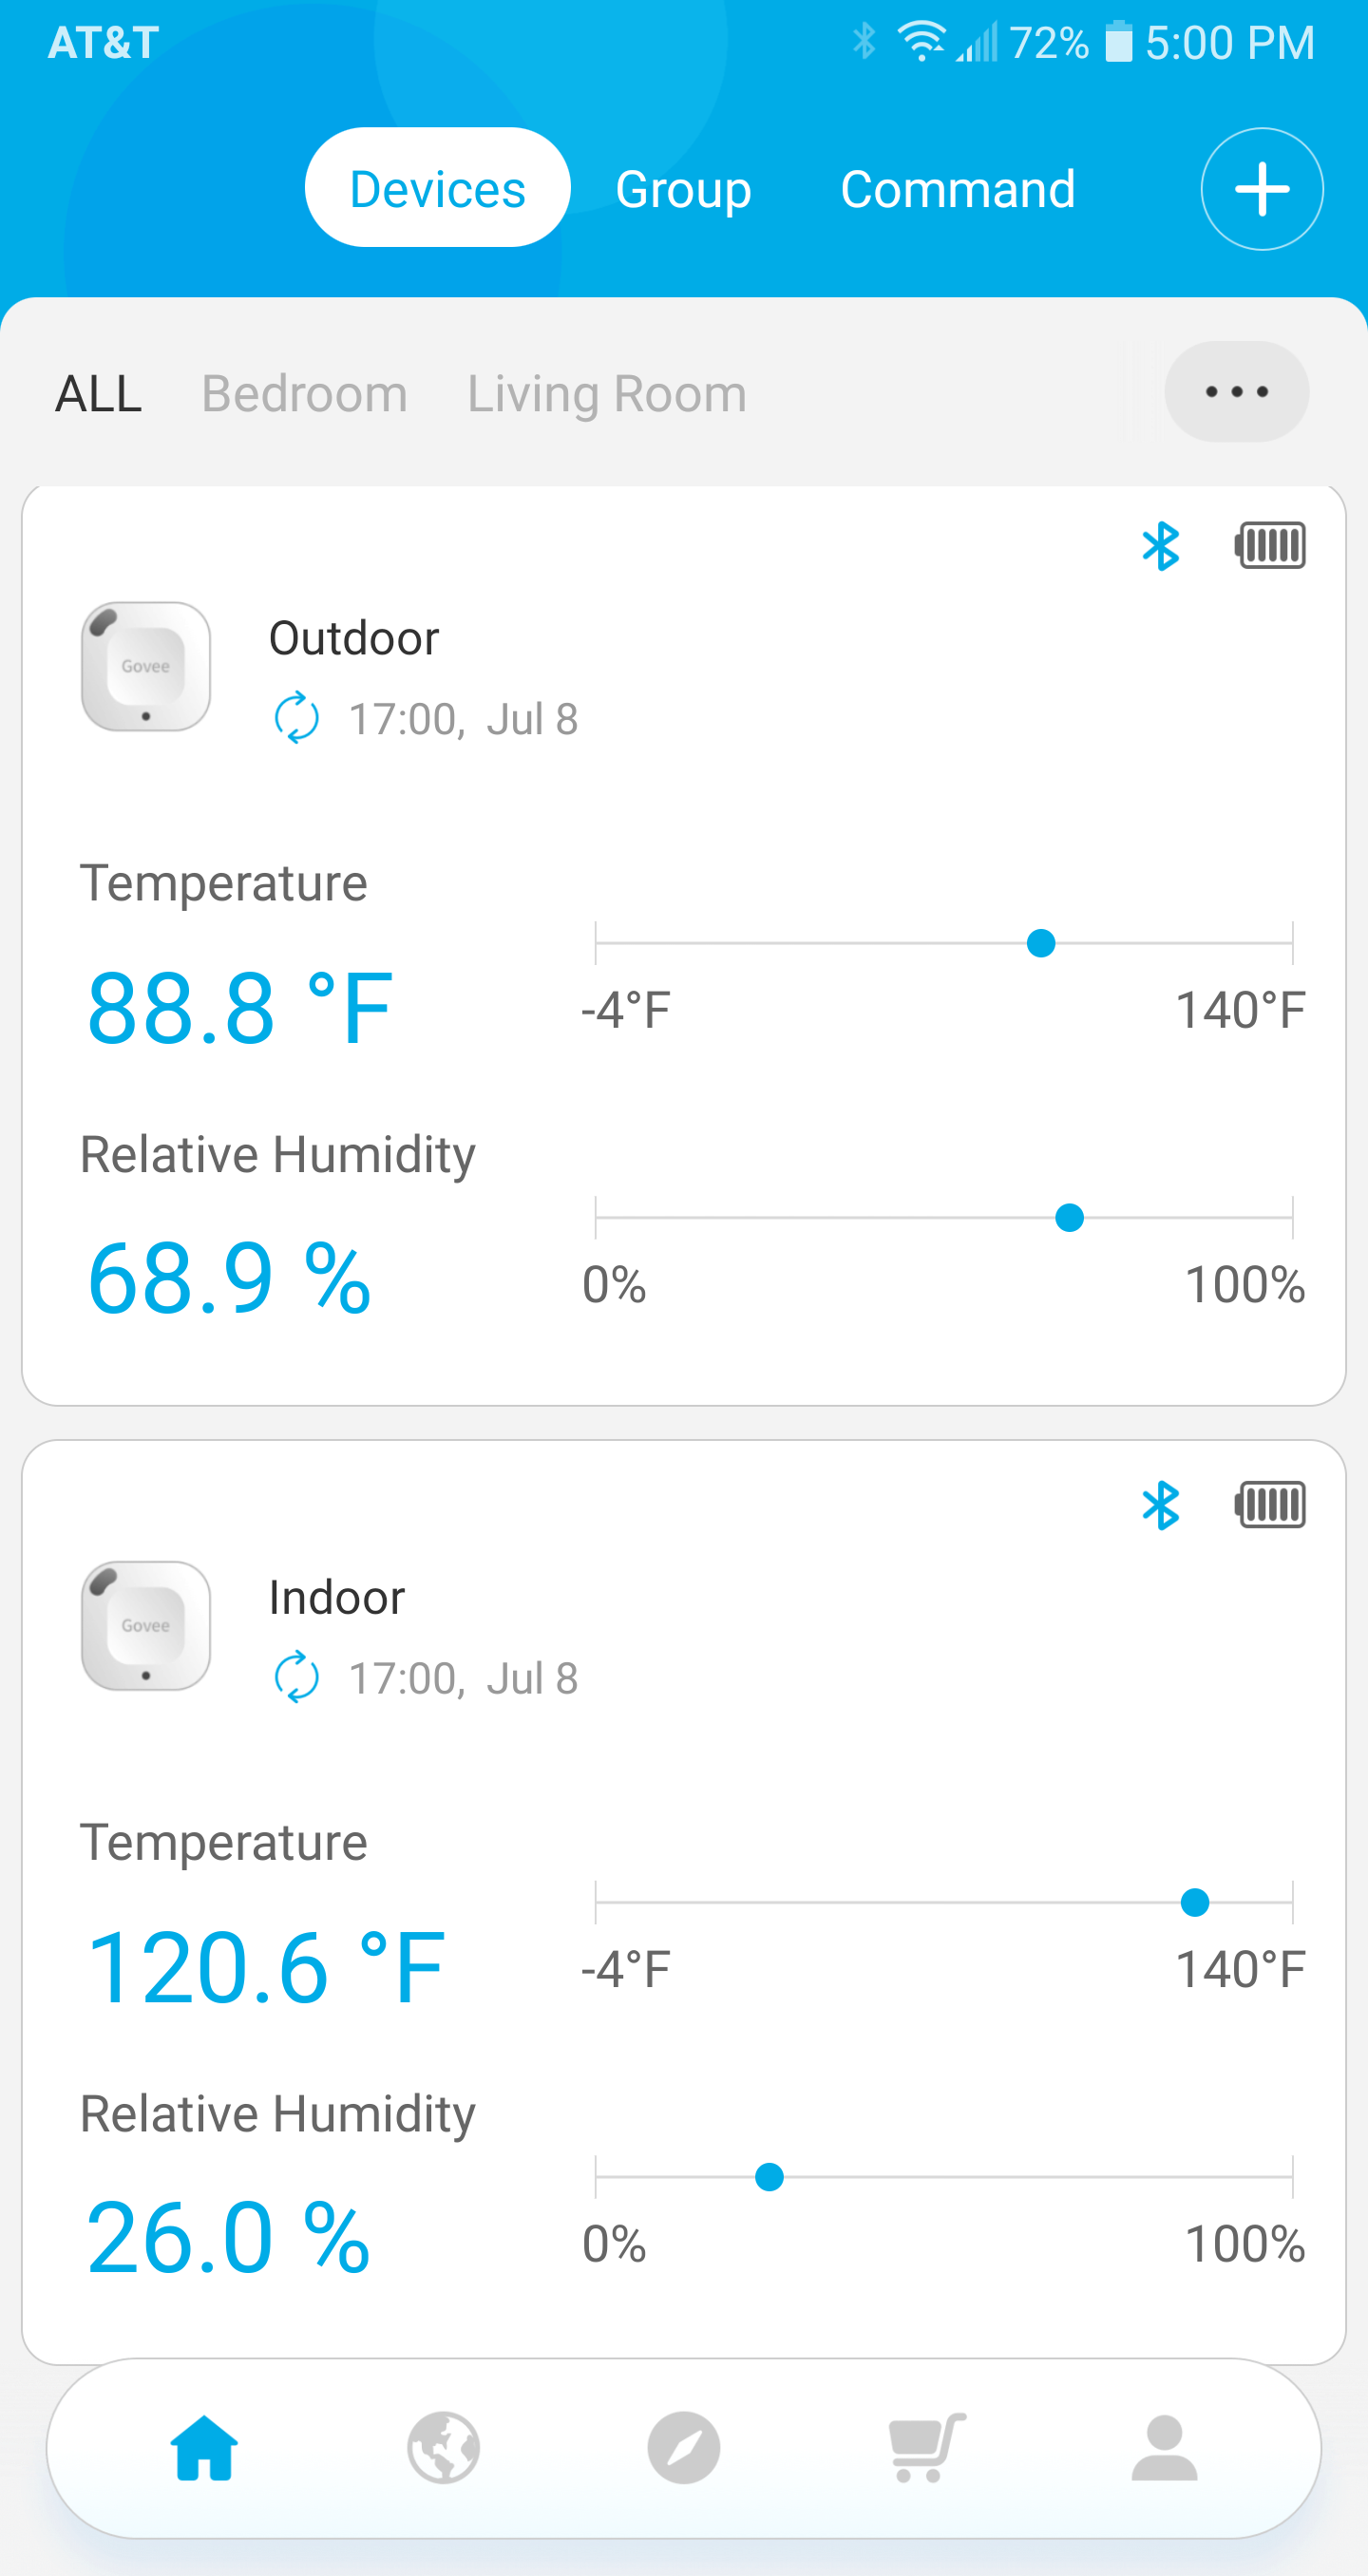 AT&T 72% 5:00 PM
Devices Group Command
ALL Bedroom Living Room
Govee
Outdoor
17:00, Jul 8
Temperature
88.8 °F
-4°F 140°F
Relative Humidity
68.9 %
0% 100%
Govee
Indoor
17:00, Jul 8
Temperature
120.6 °F
-4°F 140°F
Relative Humidity
26.0 %
0% 100%